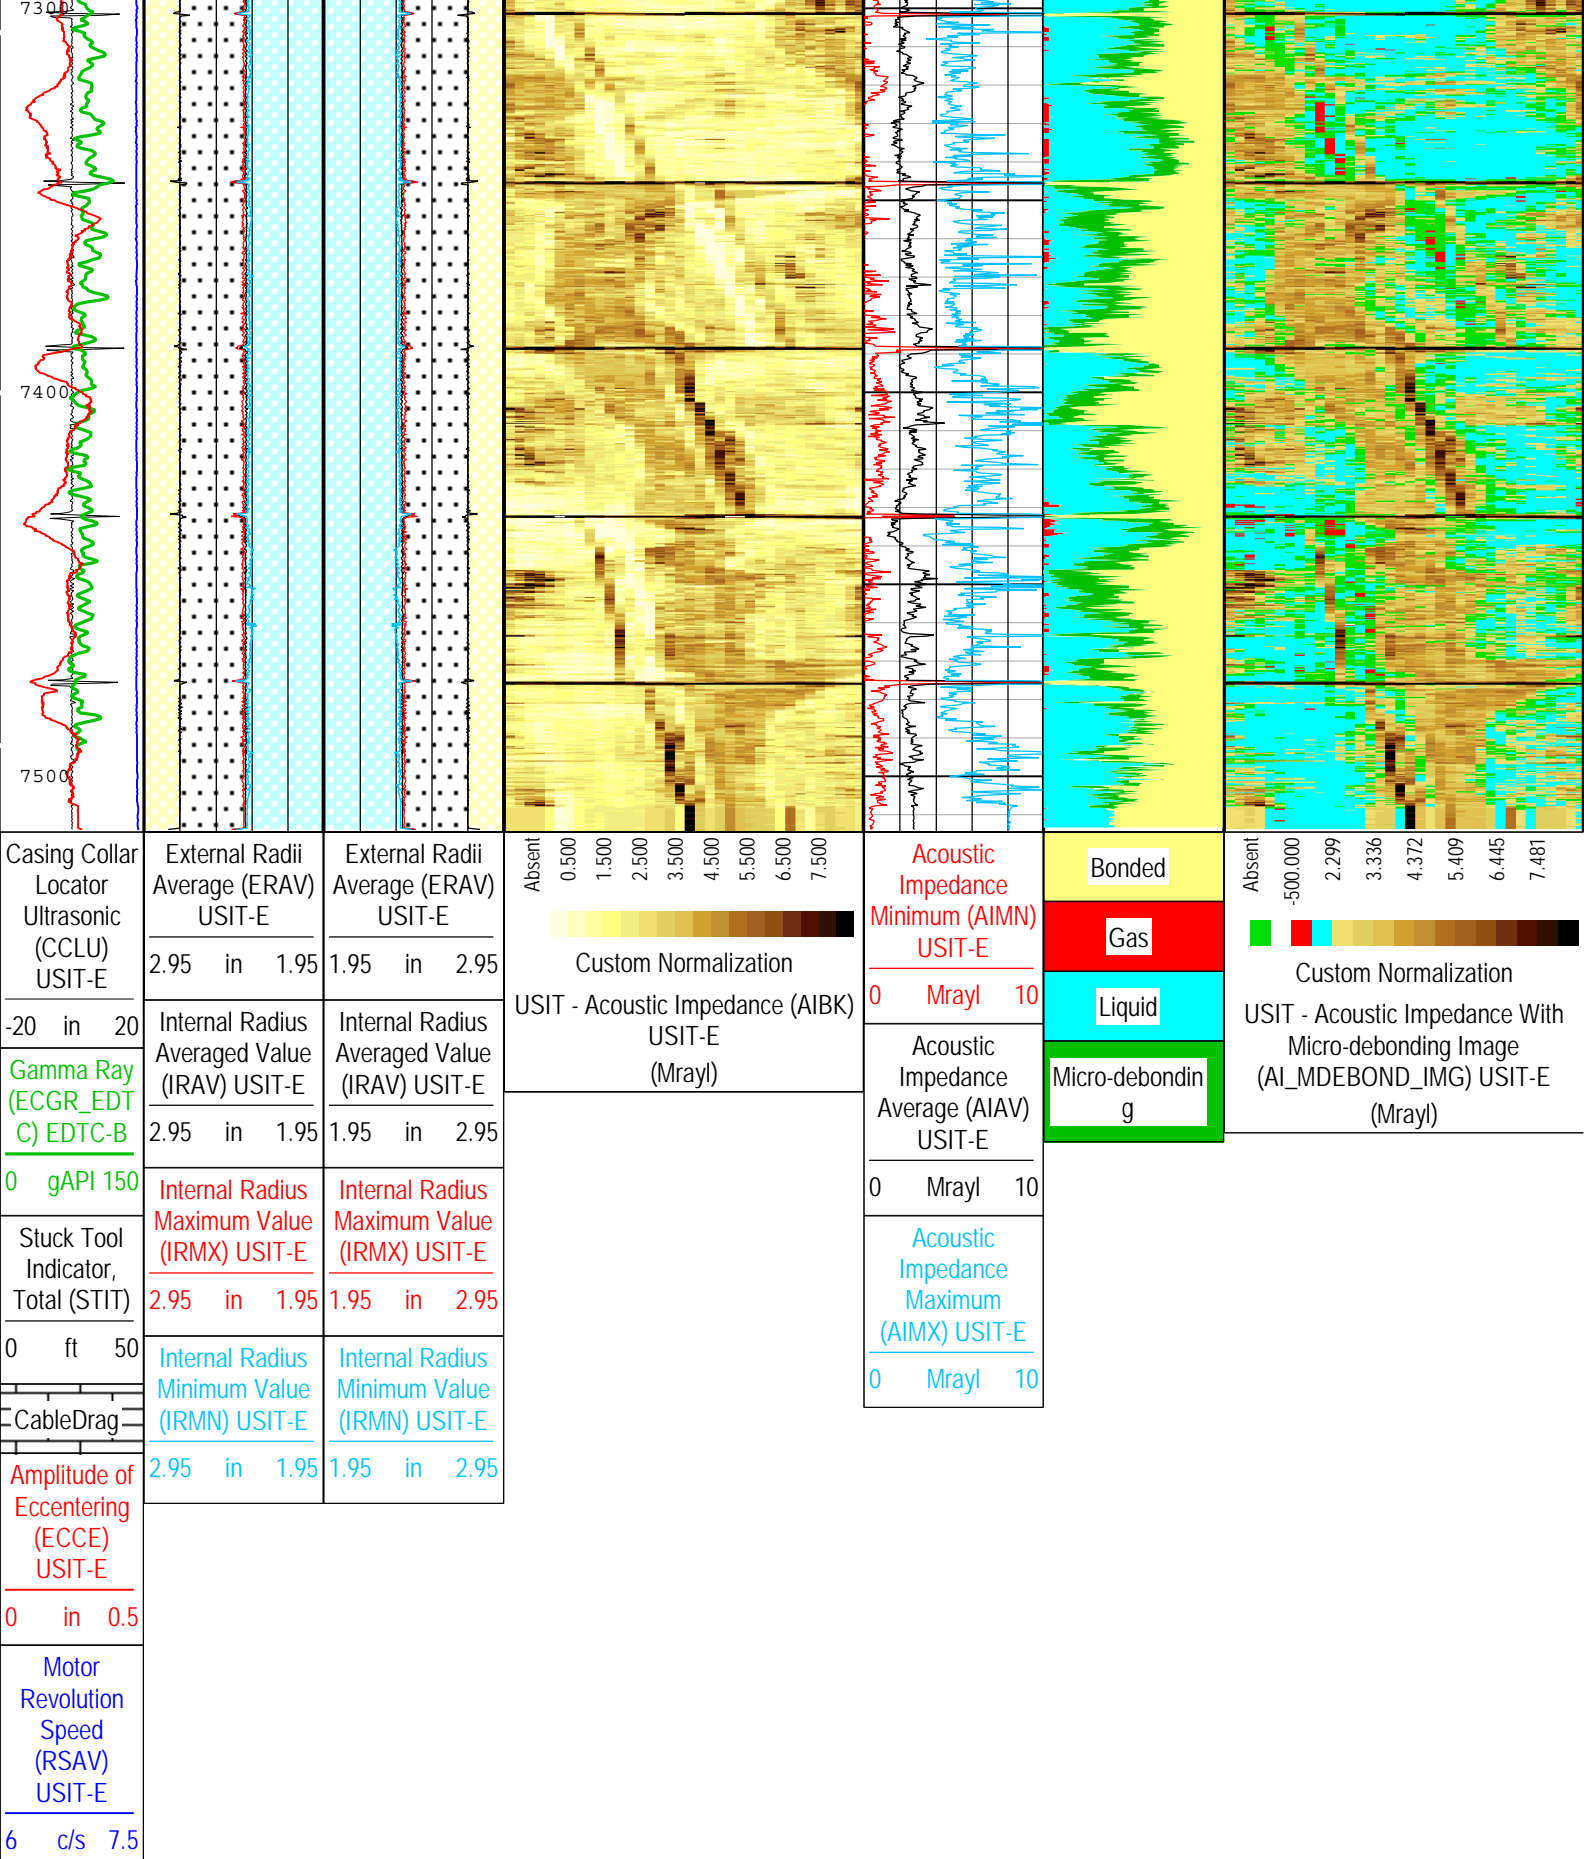 7300
7400
7500
Casing Collar
Locator
Ultrasonic
(CCLU)
USIT-E
-20 in 20
Gamma Ray
(ECGR_EDT
C) EDTC-B
0 gAPI 150
Stuck Tool
Indicator,
Total (STIT)
0 ft 50
CableDrag
Amplitude of
Eccentering
(ECCE)
USIT-E
0 in 0.5
Motor
Revolution
Speed
(RSAV)
USIT-E
6 c/s 7.5
External Radii
Average (ERAV)
USIT-E
2.95 in 1.95
Internal Radius
Averaged Value
(IRAV) USIT-E
2.95 in 1.95
Internal Radius
Maximum Value
(IRMX) USIT-E
2.95 in 1.95
Internal Radius
Minimum Value
(IRMN) USIT-E
2.95 in 1.95
External Radii
Average (ERAV)
USIT-E
1.95 in 2.95
Internal Radius
Averaged Value
(IRAV) USIT-E
1.95 in 2.95
Internal Radius
Maximum Value
(IRMX) USIT-E
1.95 in 2.95
Internal Radius
Minimum Value
(IRMN) USIT-E
1.95 in 2.95
Absent
0.500
1.500
2.500
3.500
4.500
5.500
6.500
7.500
Custom Normalization
USIT - Acoustic Impedance (AIBK)
USIT-E
(Mrayl)
Acoustic
Impedance
Minimum (AIMN)
USIT-E
0 Mrayl 10
Acoustic
Impedance
Average (AIAV)
USIT-E
0 Mrayl 10
Acoustic
Impedance
Maximum
(AIMX) USIT-E
0 Mrayl 10
Bonded
Gas
Liquid
Micro-debondin
g
Absent
-500.000
2.299
3.336
4.372
5.409
6.445
7.481
Custom Normalization
USIT - Acoustic Impedance With
Micro-debonding Image
(AI_MDEBOND_IMG) USIT-E
(Mrayl)